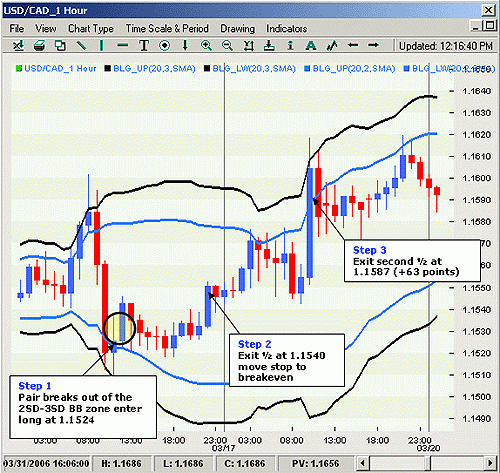 USD/CAD_1 Hour
File View Chart Type Time Scale & Period Drawing Indicators
T Updated: 12:16:40 PM
USD/CAD_1 Hour BLG_UP(20,3,SMA) BLG_LW(20,3,SMA) BLG_UP(20,2,SMA) BLG_LW(20,2,SMA)
1.1640
1.1630
1.1620
1.1610
1.1600
1.1590
1.1580
1.1570
1.1560
1.1550
1.1540
1.1530
1.1520
1.1510
1.1500
1.1490
Step 3
Exit second ½ at
1.1587 (+63 points)
Step 2
Exit ½ at 1.1540
move stop to
breakeven
Step 1
Pair breaks out of the
2SD-3SD BB zone enter
long at 1.1524
03:00 08:00 13:00 18:00 23:00 03:00 08:00 13:00 18:00 22:00
03/17 03/20
03/31/2006 16:06:00 H: 1.1686 L: 1.1686 C: 1.1686 PV: 1.1656